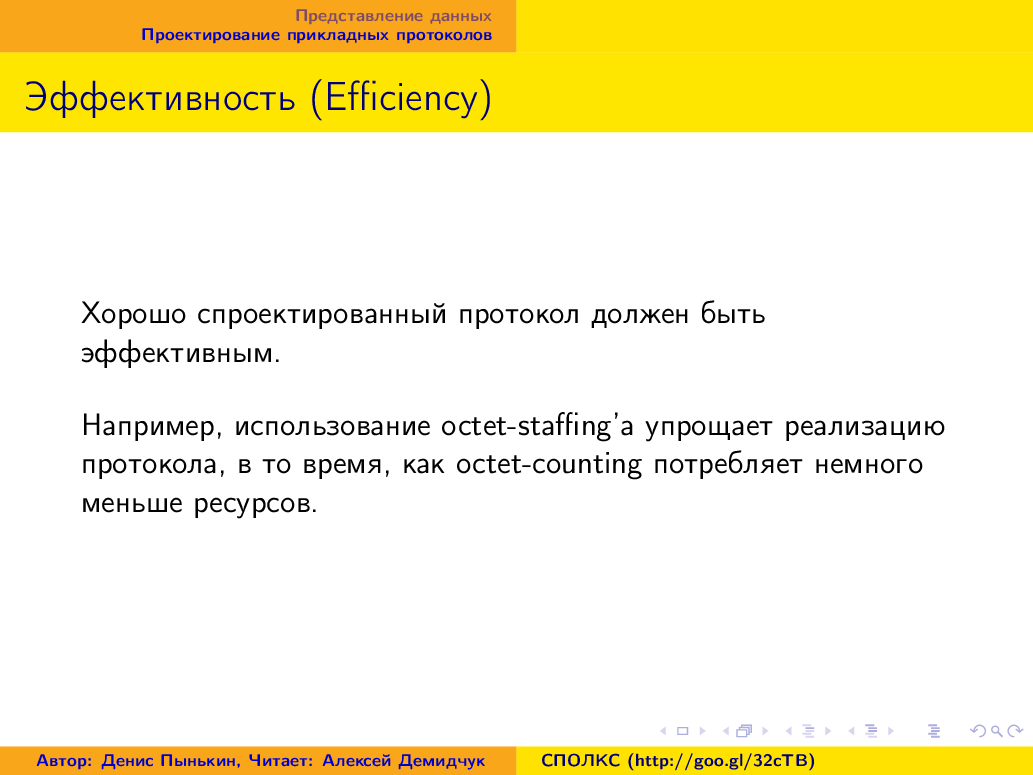 Представление данных
Проектирование прикладных протоколов
Эффективность (Efficiency)
Хорошо спроектированный протокол должен быть
эффективным.
Например, использование octet-staffing'а упрощает реализацию
протокола, в то время, как octet-counting потребляет немного
меньше ресурсов.
Автор: Денис Пынькин, Читает: Алексей Демидчук
СПОЛКС (http://goo.gl/32cTB)